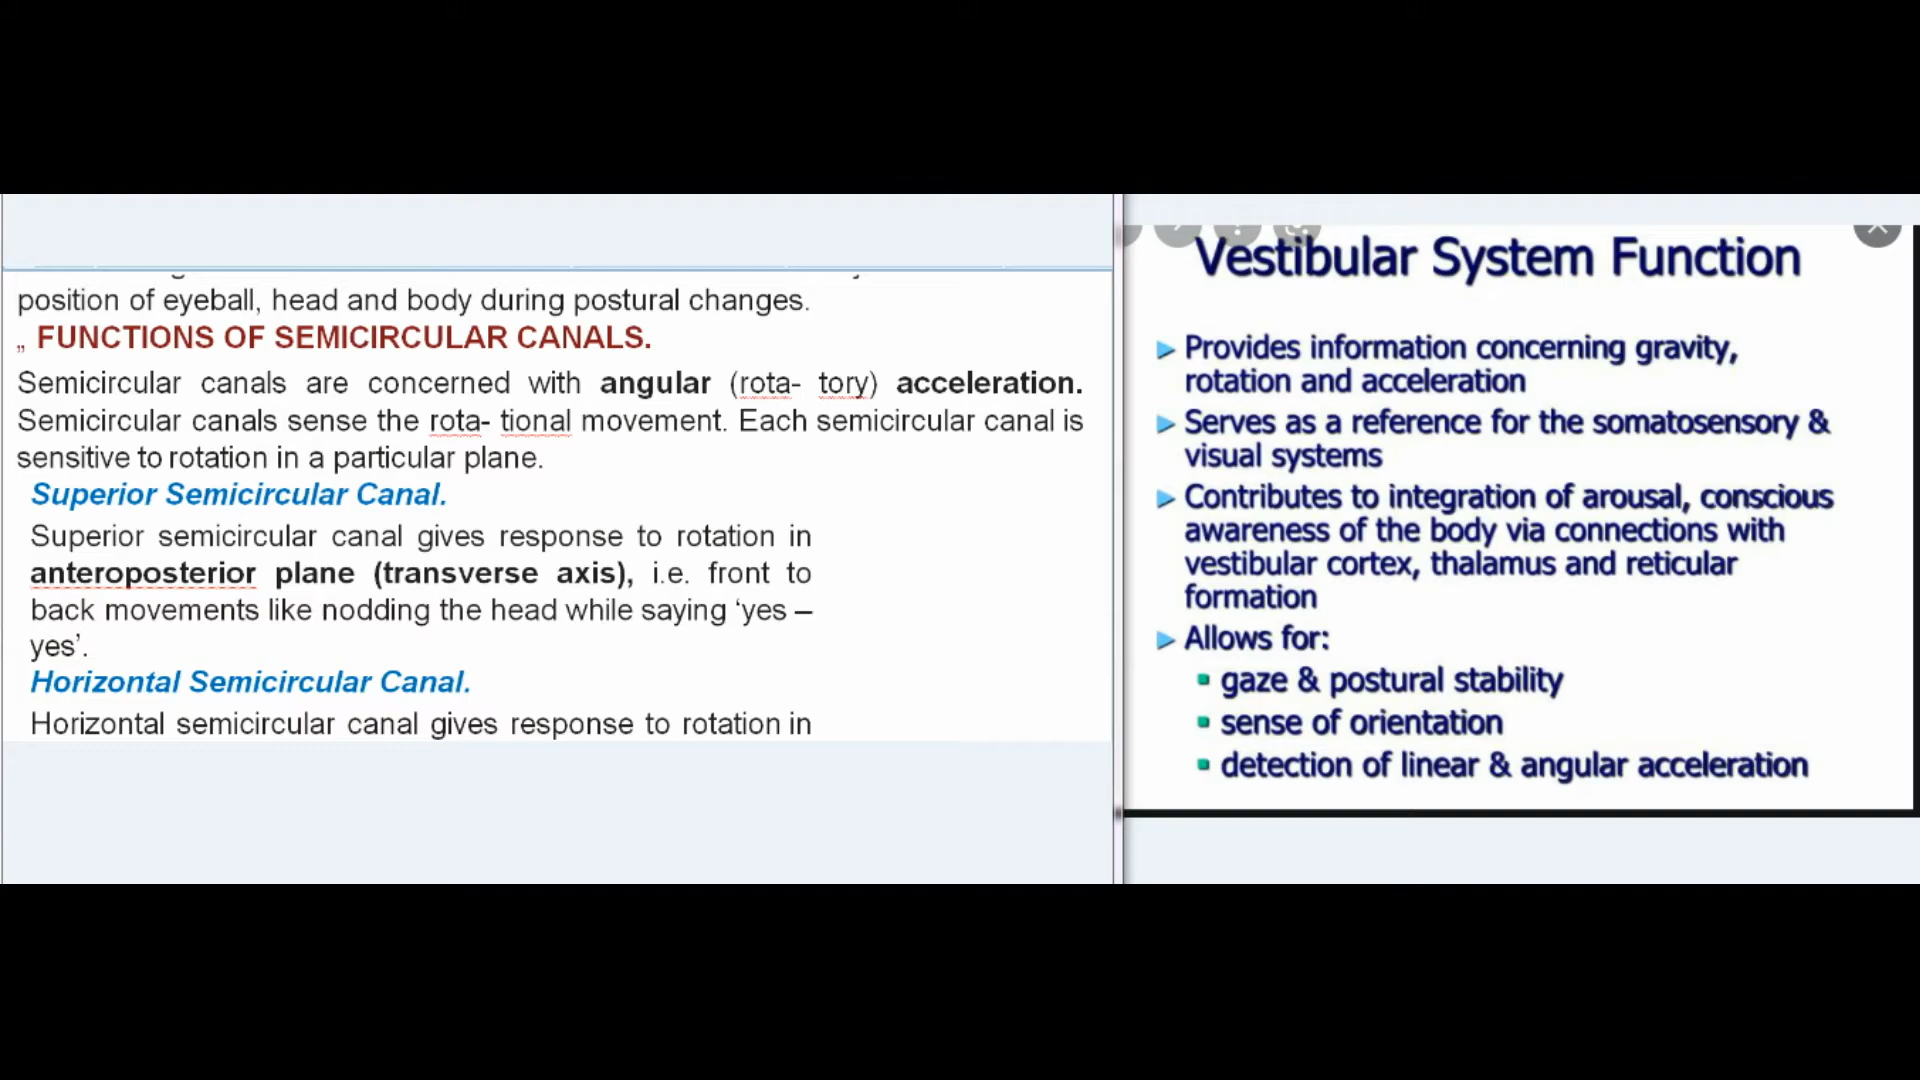 position of eyeball, head and body during postural changes.
„ FUNCTIONS OF SEMICIRCULAR CANALS.
Semicircular canals are concerned with angular (rota- tory) acceleration.
Semicircular canals sense the rota- tional movement. Each semicircular canal is
sensitive to rotation in a particular plane.
Superior Semicircular Canal.
Superior semicircular canal gives response to rotation in
anteroposterior plane (transverse axis), i.e. front to
back movements like nodding the head while saying ‘yes –
yes’.
Horizontal Semicircular Canal.
Horizontal semicircular canal gives response to rotation in
Vestibular System Function
Provides information concerning gravity,
rotation and acceleration
Serves as a reference for the somatosensory &
visual systems
Contributes to integration of arousal, conscious
awareness of the body via connections with
vestibular cortex, thalamus and reticular
formation
Allows for:
gaze & postural stability
sense of orientation
detection of linear & angular acceleration